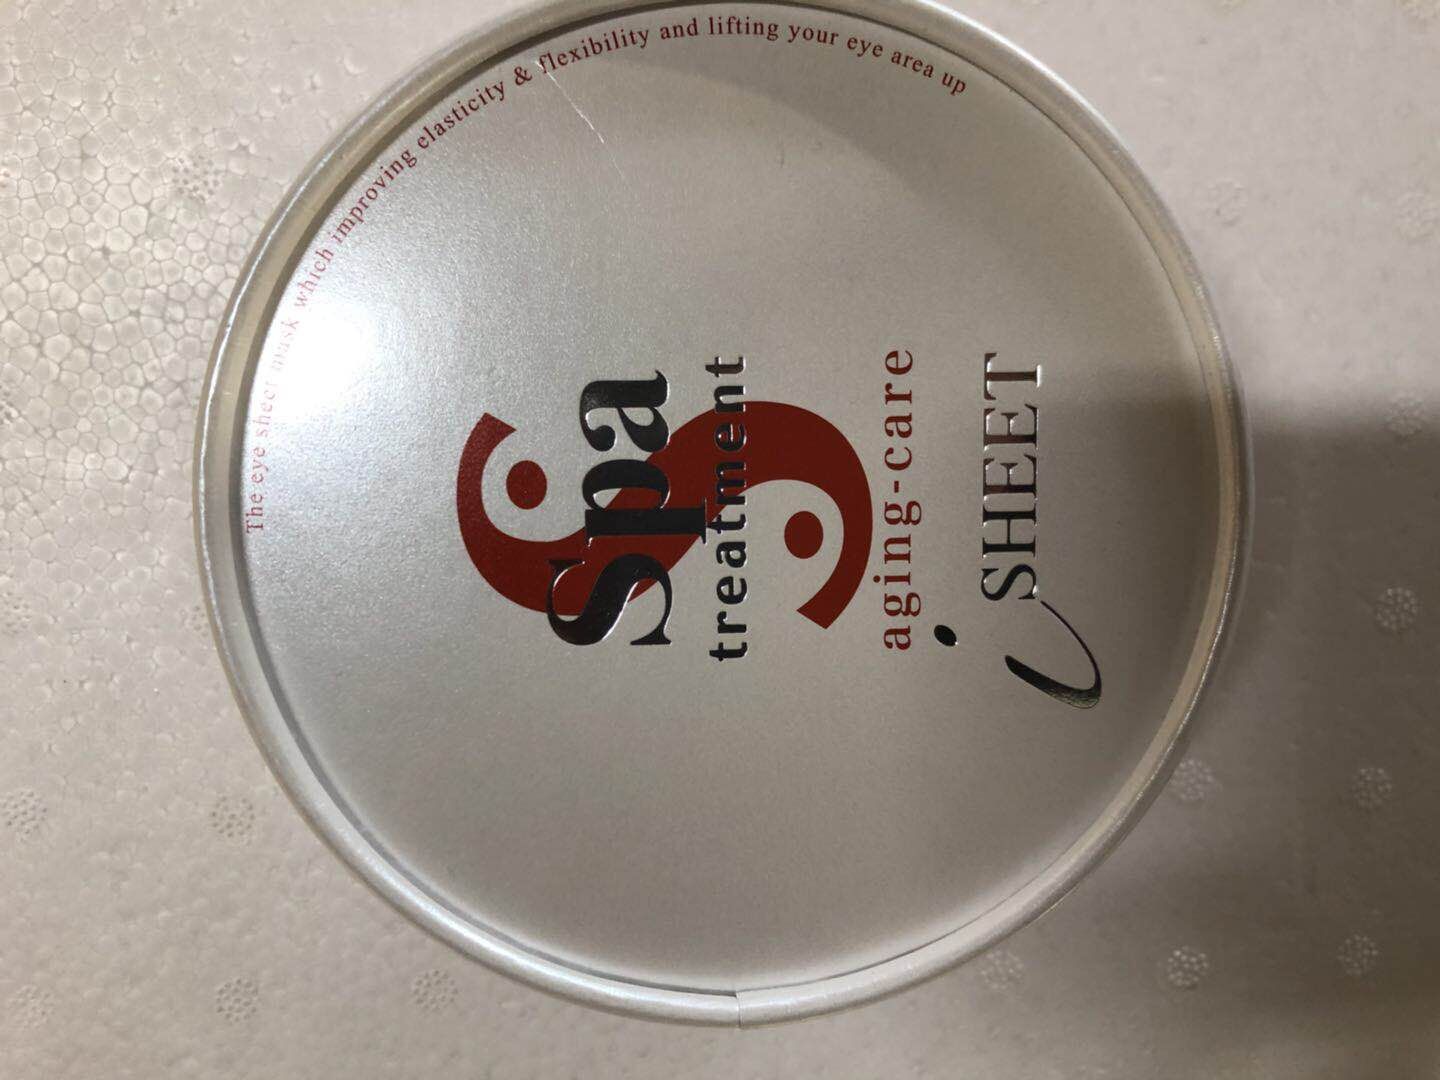 The eye sheet mask which improving elasticity & flexibility and lifting your eye area up
Spa
treatment
aging-care
i SHEET